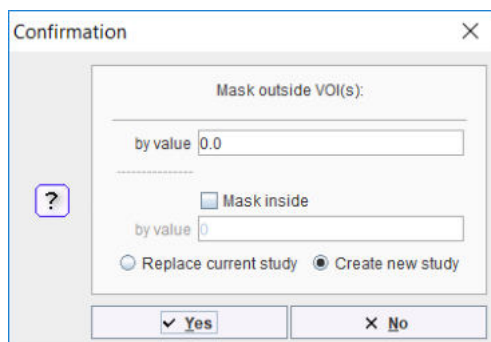 Confirmation
Mask outside VOI(s):
by value 0.0
?
Mask inside
by value 0
Replace current study Create new study
Yes No